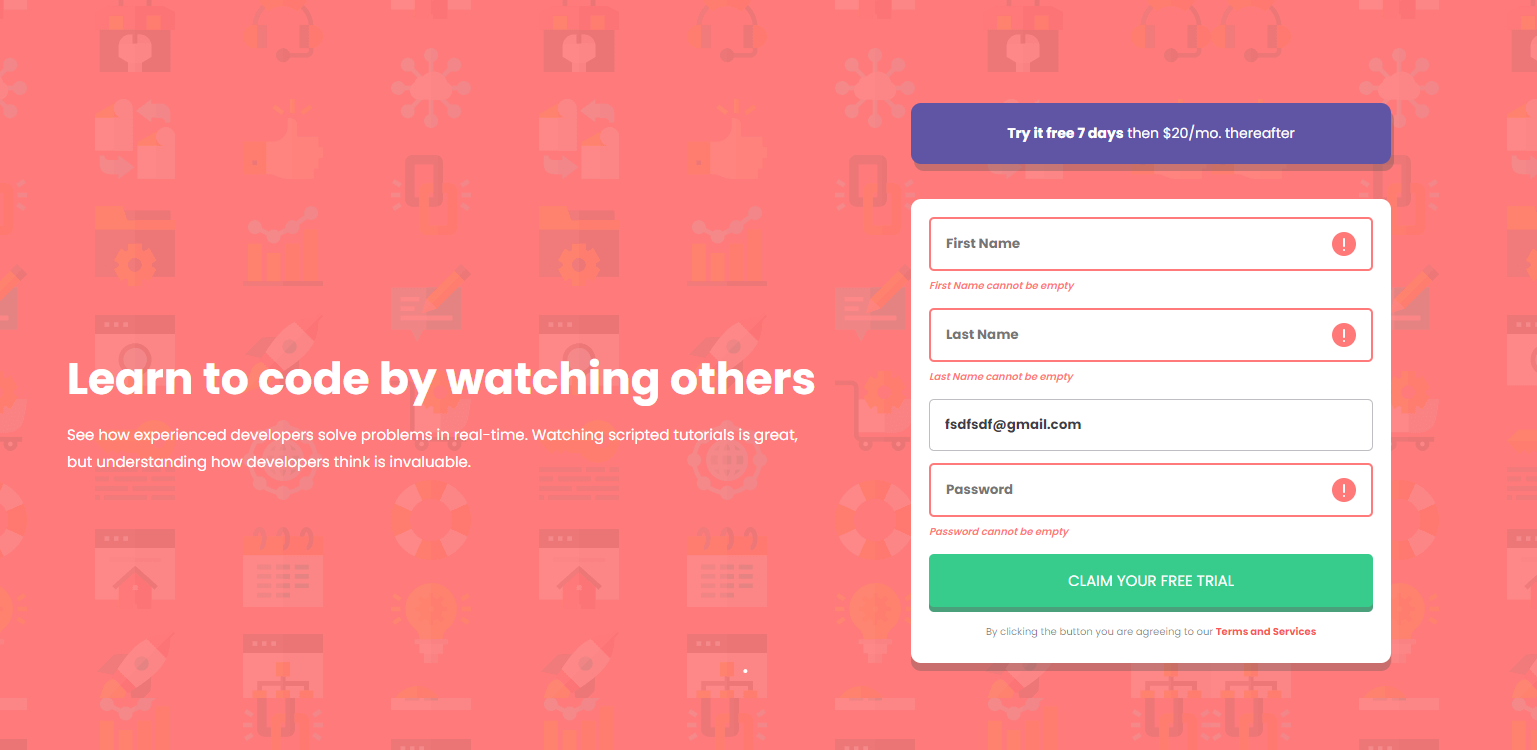 Learn to code by watching others
See how experienced developers solve problems in real-time. Watching scripted tutorials is great,
but understanding how developers think is invaluable.
Try it free 7 days then $20/mo. thereafter
First Name
First Name cannot be empty
Last Name
Last Name cannot be empty
fsdfsdf@gmail.com
Password
Password cannot be empty
CLAIM YOUR FREE TRIAL
By clicking the button you are agreeing to our Terms and Services